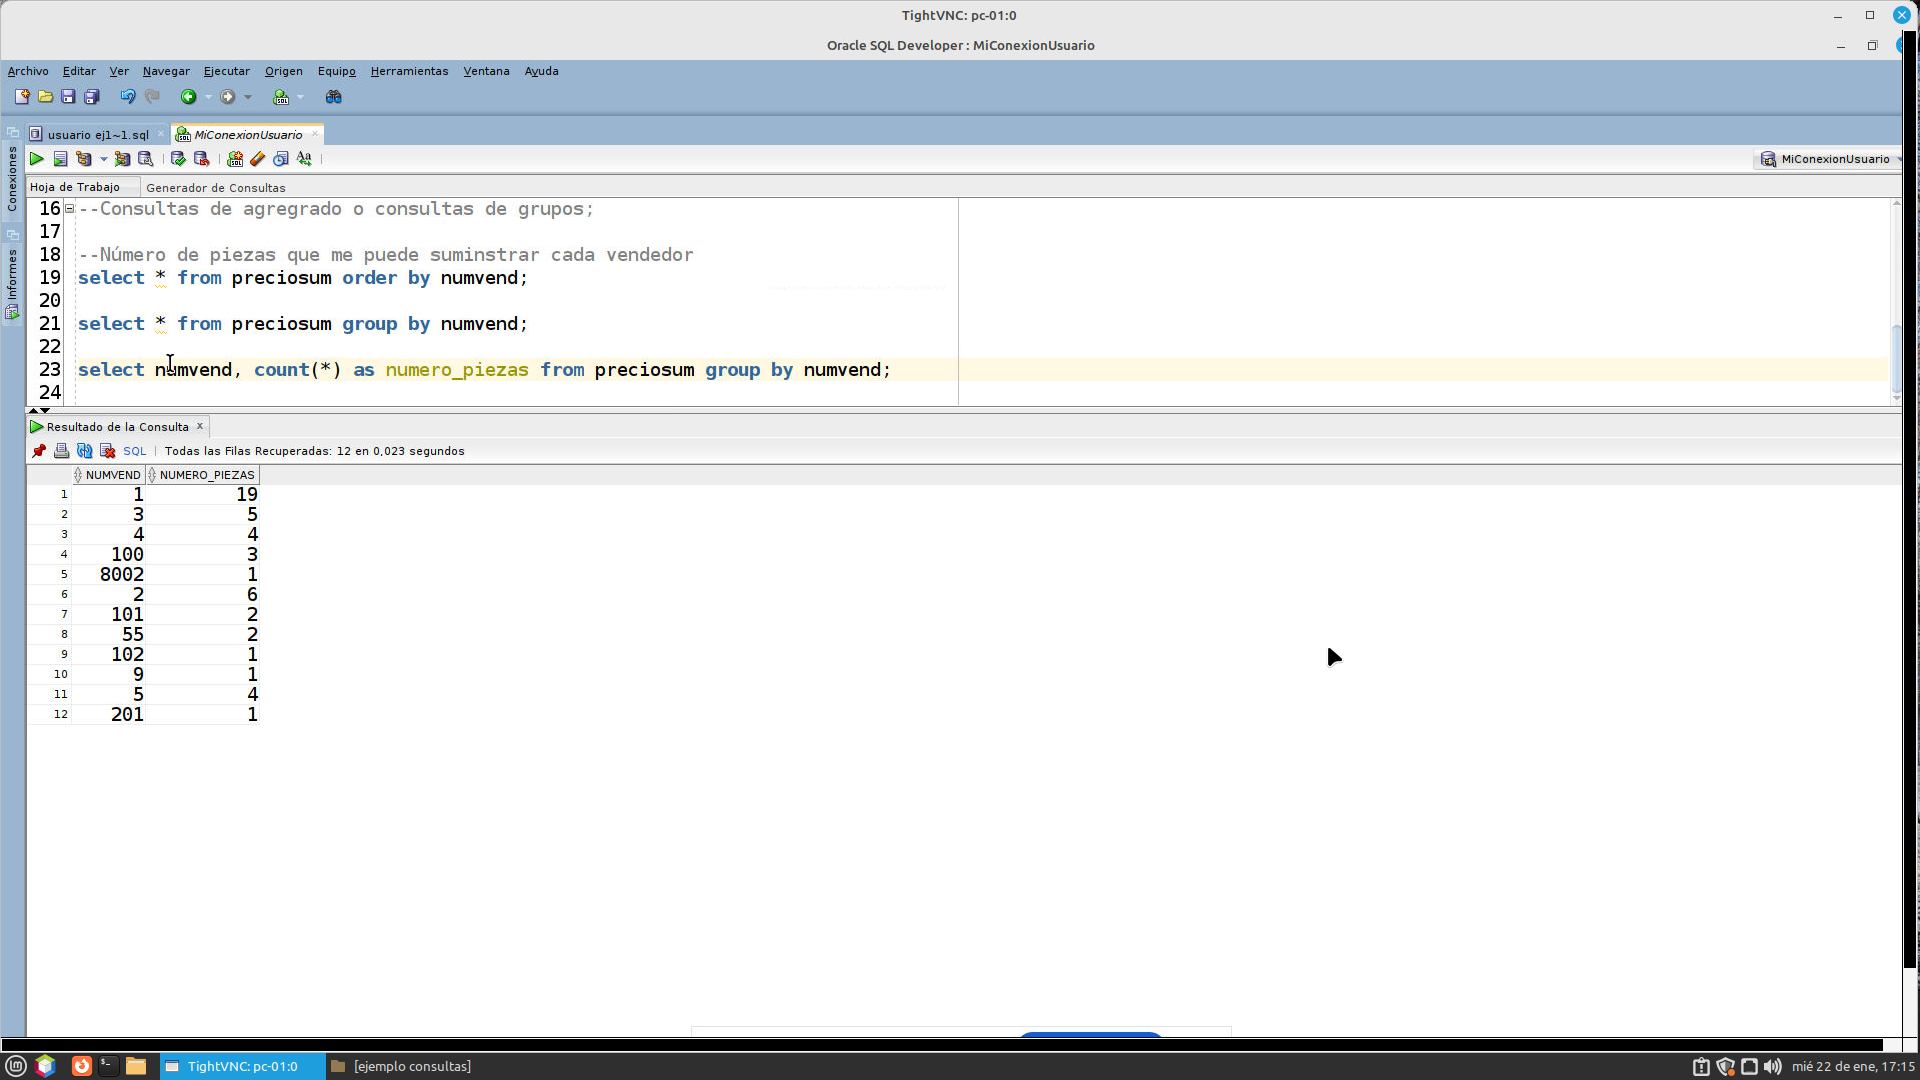 TightVNC: pc-01:0
Oracle SQL Developer : MiConexionUsuario
Archivo Editar Ver Navegar Ejecutar Origen Equipo Herramientas Ventana Ayuda
usuario ej1~1.sql MiConexionUsuario
MiConexionUsuario
Hoja de Trabajo Generador de Consultas
Conexiones
Informes
16 --Consultas de agregrado o consultas de grupos;
17
18 --Número de piezas que me puede suminstrar cada vendedor
19 select * from preciosum order by numvend;
20
21 select * from preciosum group by numvend;
22
23 select numvend, count(*) as numero_piezas from preciosum group by numvend;
24
Resultado de la Consulta x
SQL | Todas las Filas Recuperadas: 12 en 0,023 segundos
NUMVEND NUMERO_PIEZAS
1 1 19
2 3 5
3 4 4
4 100 3
5 8002 1
6 2 6
7 101 2
8 55 2
9 102 1
10 9 1
11 5 4
12 201 1
TightVNC: pc-01:0 [ejemplo consultas] mié 22 de ene, 17:15